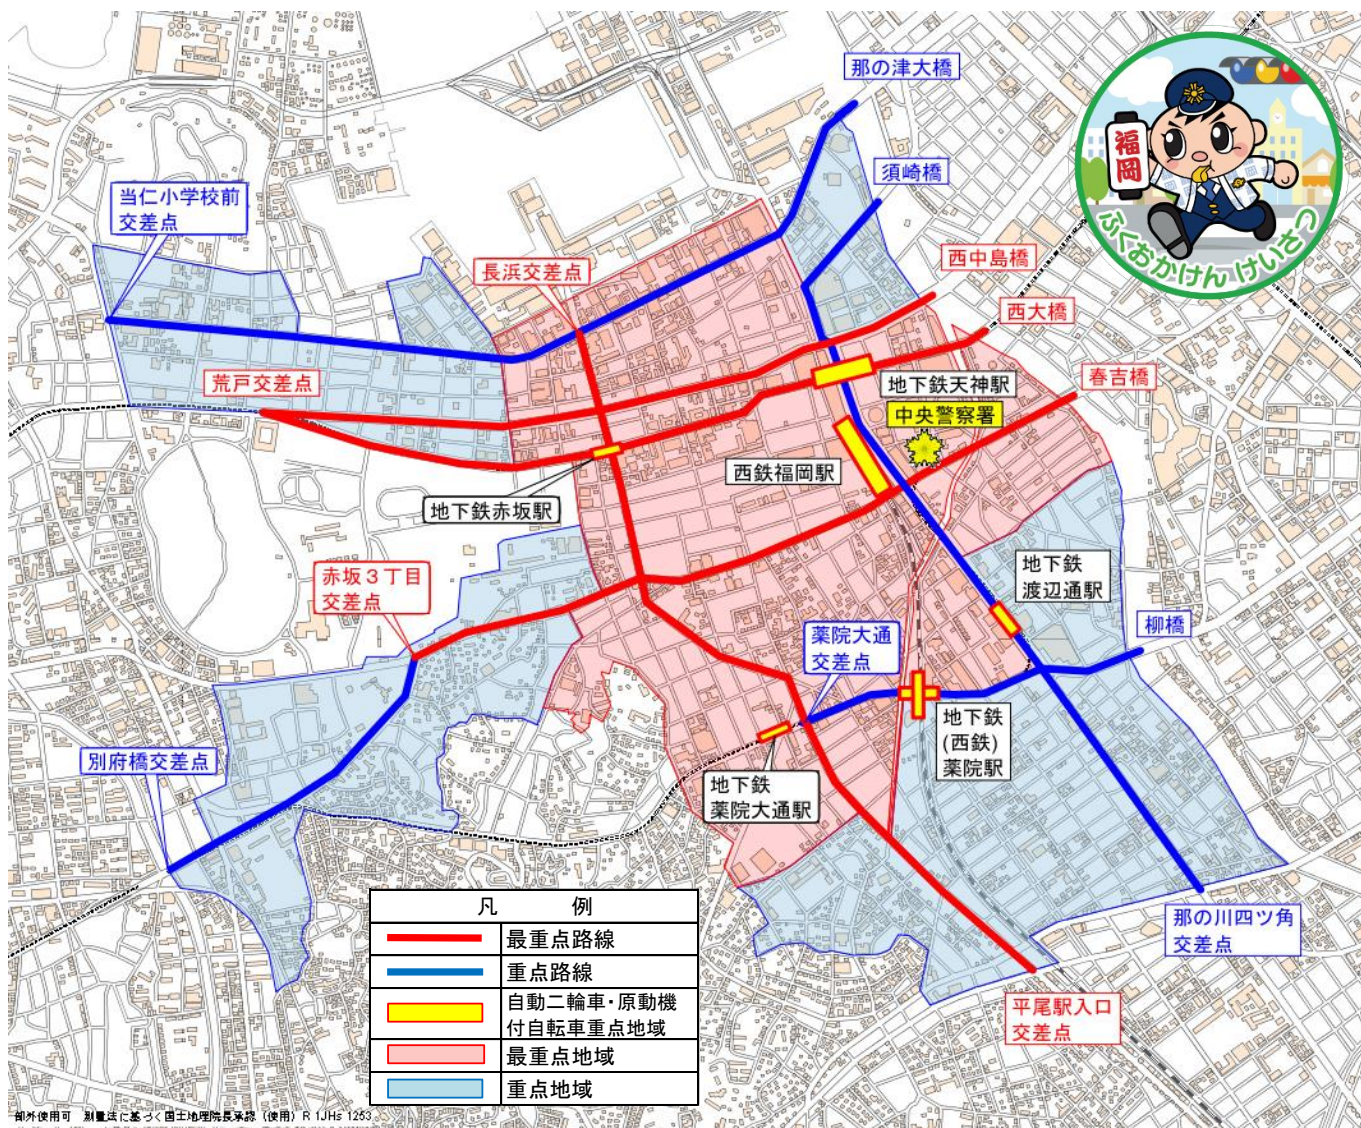 那の津大橋
福岡
ふくおかけん けいさつ
須崎橋
当仁小学校前
交差点
長浜交差点
西中島橋
西大橋
荒戸交差点
地下鉄天神駅
春吉橋
中央警察署
西鉄福岡駅
地下鉄赤坂駅
赤坂3丁目
交差点
地下鉄
渡辺通駅
薬院大通
交差点
柳橋
別府橋交差点
地下鉄
(西鉄)
薬院駅
地下鉄
薬院大通駅
凡 例
最重点路線
重点路線
自動二輪車・原動機
付自転車重点地域
最重点地域
重点地域
那の川四ツ角
交差点
平尾駅入口
交差点
部外使用可 測量法に基づく国土地理院長承認(使用)R 1JHs 1253